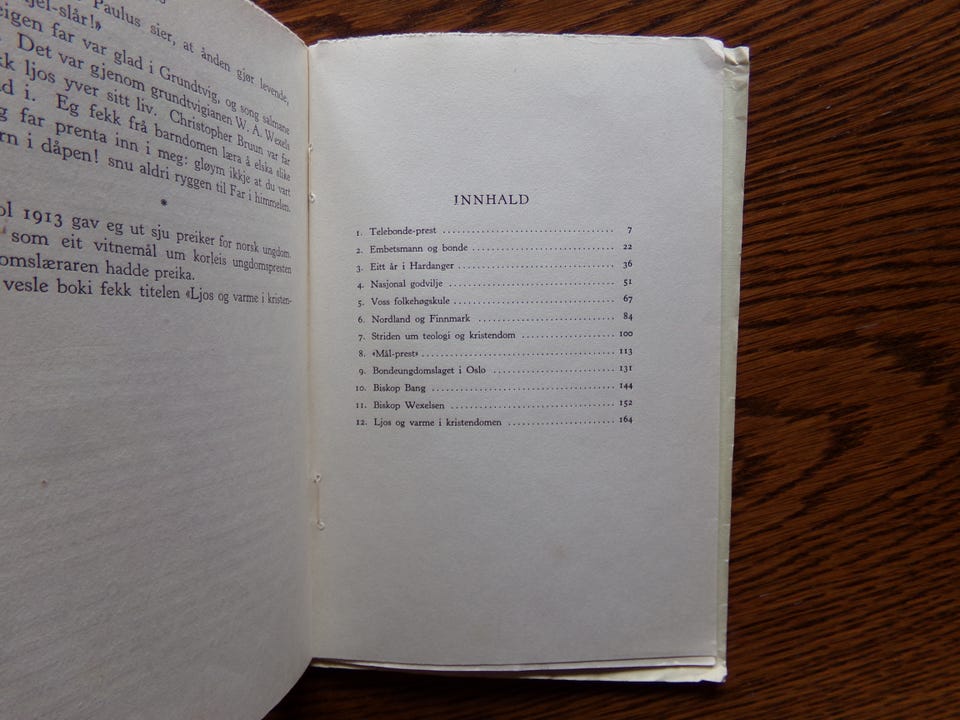 Paulus sier, at ånden gjør levende,
jel-slår!»
eigen far var glad i Grundtvig, og song salmane
Det var gjenom grundtvigianen W. A. Wexels
k ljos yver sitt liv. Christopher Bruun var far
d i. Eg fekk frå barndomen læra å elska slike
g far prenta inn i meg: gløym ikkje at du vart
rn i dåpen! snu aldri ryggen til Far i himmelen.
*
ol 1913 gav eg ut sju preiker for norsk ungdom.
som eit vitnemål um korleis ungdomspresten
omslæraren hadde preika.
vesle boki fekk titelen «Ljos og varme i kristen-
INNHALD
1. Telebonde-prest 7
2. Embetsmann og bonde 22
3. Eitt år i Hardanger 36
4. Nasjonal godvilje 51
5. Voss folkehøgskule 67
6. Nordland og Finnmark 84
7. Striden um teologi og kristendom 100
8. «Mål-prest» 113
9. Bondeungdomslaget i Oslo 131
10. Biskop Bang 144
11. Biskop Wexelsen 152
12. Ljos og varme i kristendomen 164